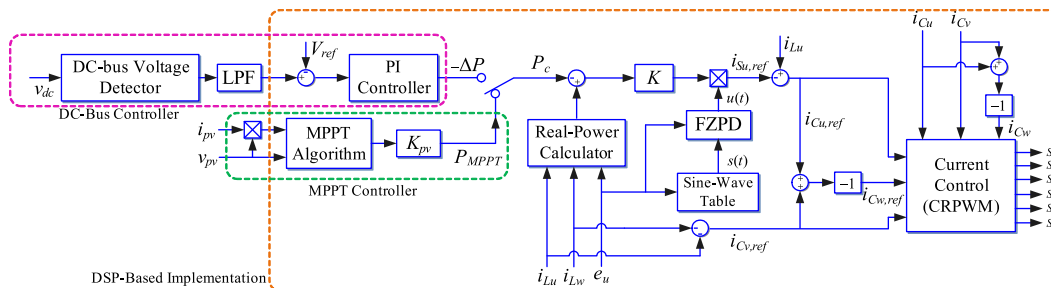 i_Cu
i_Cv
V_ref
i_Lu
DC-bus Voltage
Detector
LPF
PI
Controller
−ΔP
P_c
K
i_Su,ref
v_dc
DC-Bus Controller
u(t)
−1
i_pv
MPPT
Algorithm
K_pv
Real-Power
Calculator
FZPD
i_Cu,ref
i_Cw
v_pv
P_MPPT
s(t)
MPPT Controller
Sine-Wave
Table
−1
i_Cw,ref
Current
Control
(CRPWM)
S
S
S
S
S
S
i_Cv,ref
DSP-Based Implementation
i_Lu
i_Lw
e_u